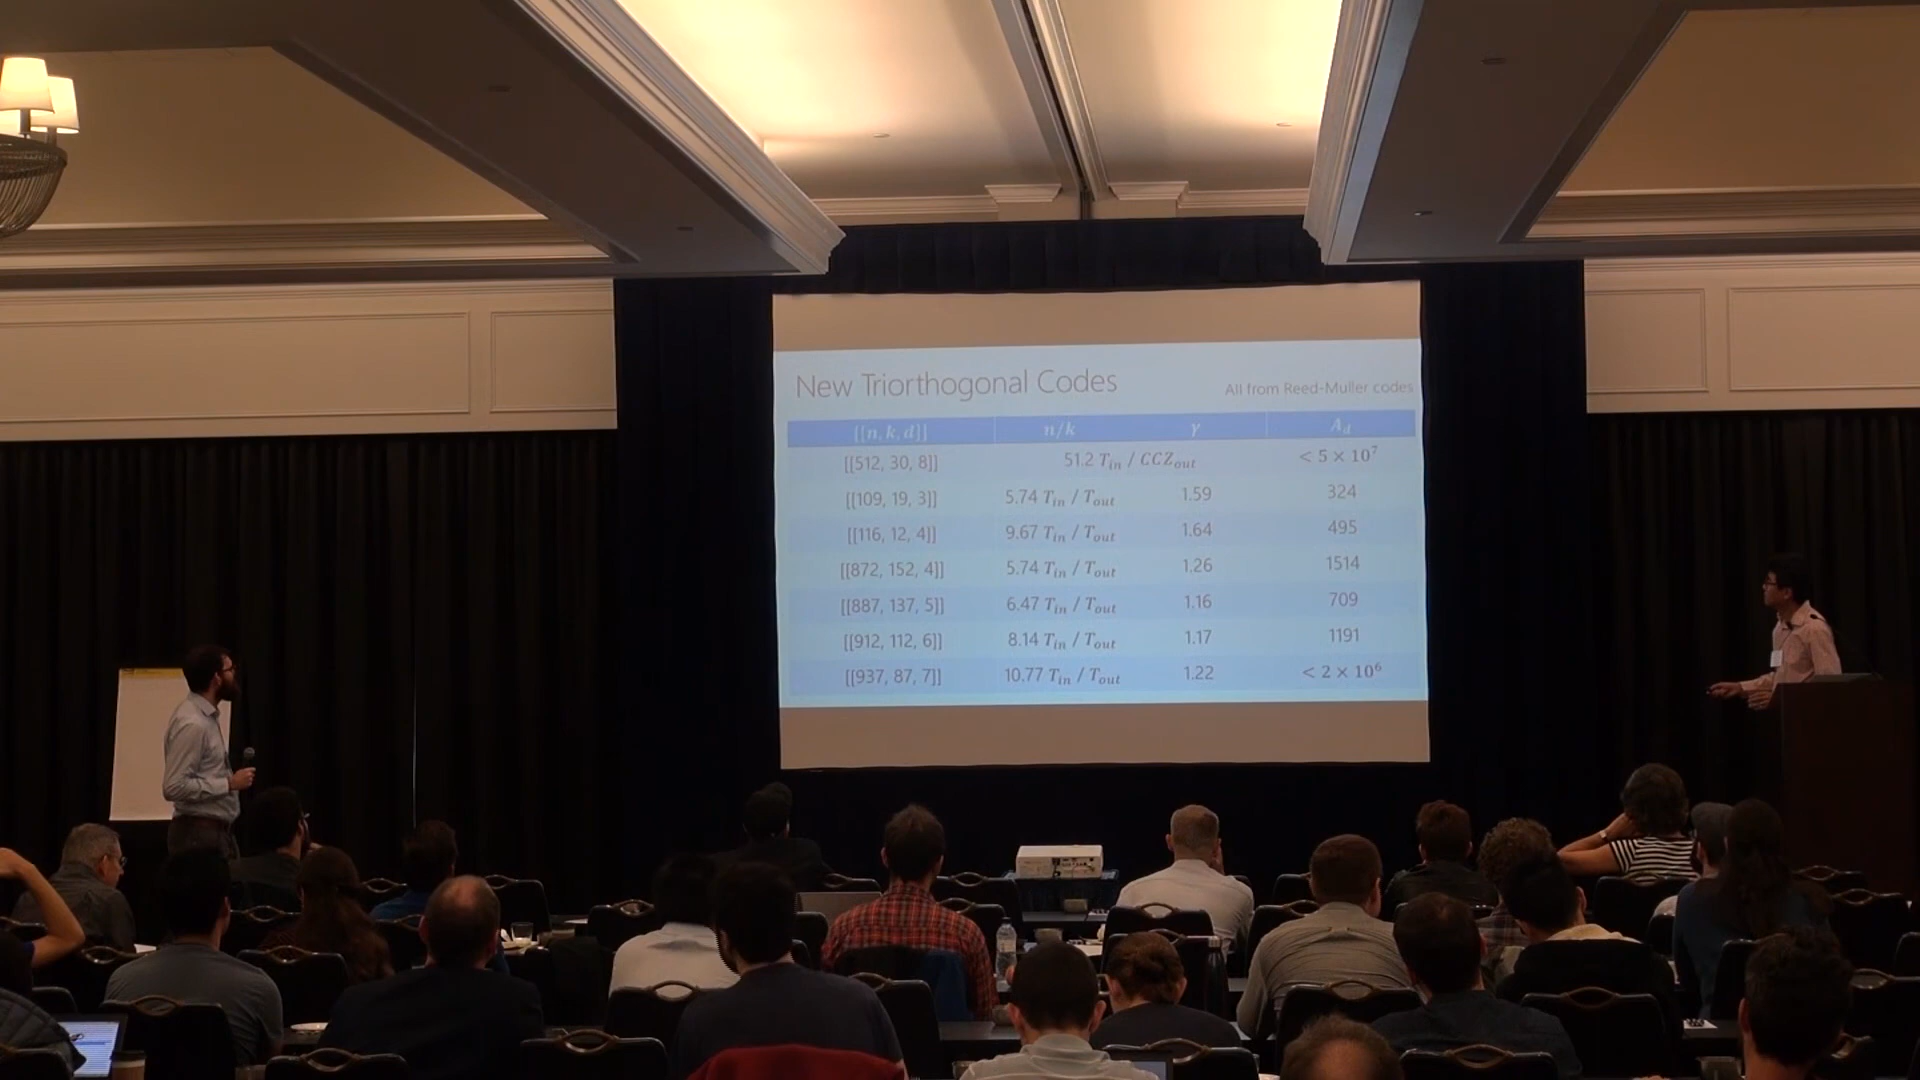 New Triorthogonal Codes
All from Reed-Muller codes
[[n, k, d]] n/k γ A_d
[[512, 30, 8]] 51.2 T_in / CCZ_out < 5 × 10^7
[[109, 19, 3]] 5.74 T_in / T_out 1.59 324
[[116, 12, 4]] 9.67 T_in / T_out 1.64 495
[[872, 152, 4]] 5.74 T_in / T_out 1.26 1514
[[887, 137, 5]] 6.47 T_in / T_out 1.16 709
[[912, 112, 6]] 8.14 T_in / T_out 1.17 1191
[[937, 87, 7]] 10.77 T_in / T_out 1.22 < 2 × 10^6